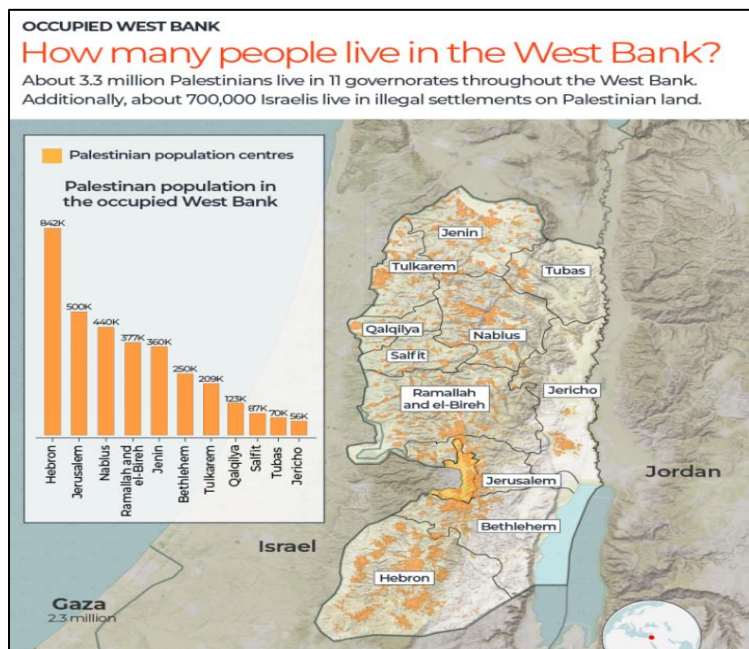 OCCUPIED WEST BANK
How many people live in the West Bank?
About 3.3 million Palestinians live in 11 governorates throughout the West Bank.
Additionally, about 700,000 Israelis live in illegal settlements on Palestinian land.
Palestinian population centres
Palestinan population in
the occupied West Bank
842K
500K
440K
377K
360K
250K
209K
123K
87K
70K
56K
Hebron
Jerusalem
Nablus
Ramallah and
el-Bireh
Jenin
Bethlehem
Tulkarem
Qalqilya
Salfit
Tubas
Jericho
Jenin
Tulkarem
Tubas
Qalqilya
Nablus
Salfit
Ramallah
and el-Bireh
Jericho
Jerusalem
Jordan
Bethlehem
Israel
Hebron
Gaza
2.3 million